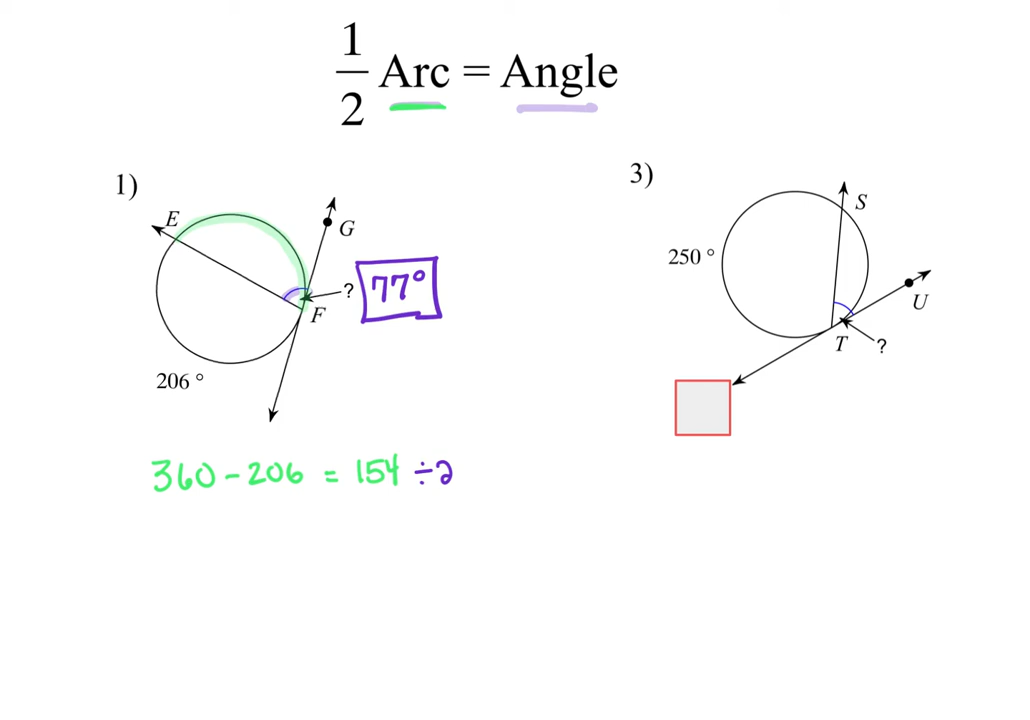 1/2 Arc = Angle
1)
E
G
?
77°
F
206 °
360 - 206 = 154 ÷2
3)
S
250 °
U
T
?